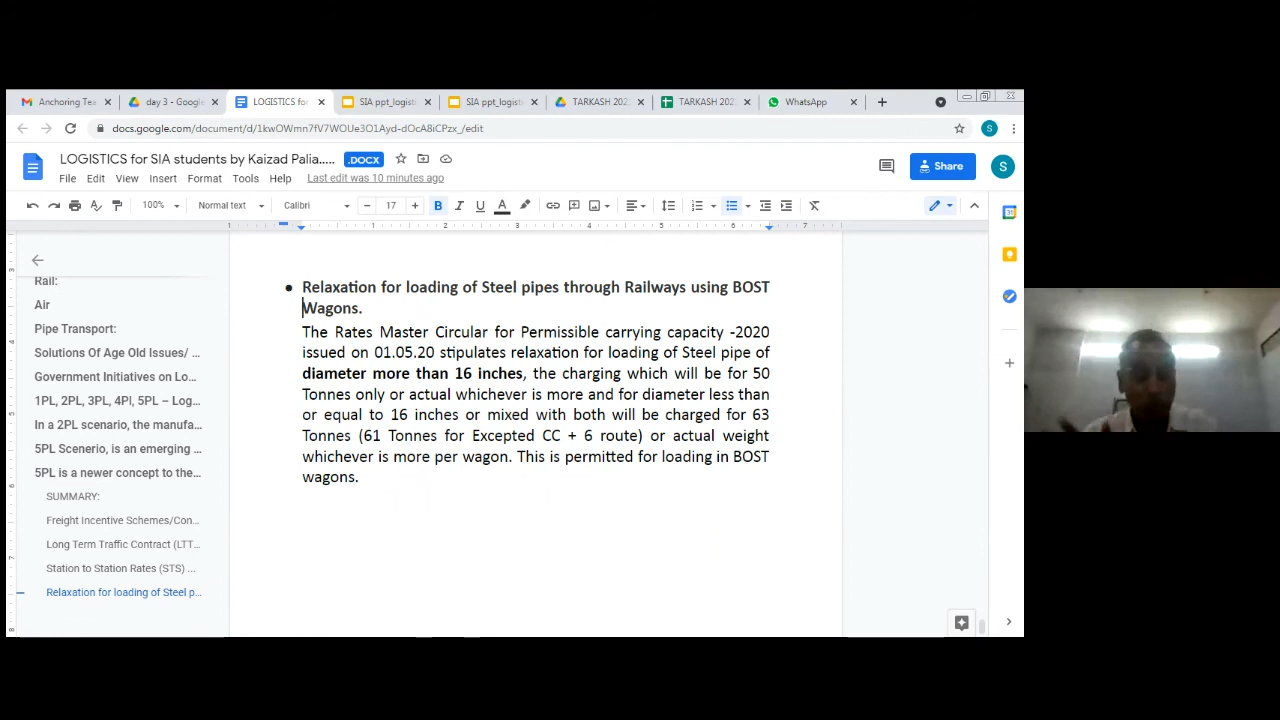 Anchoring Tea
day 3 - Google
LOGISTICS for
SIA ppt_logisti
SIA ppt_logisti
TARKASH 202
TARKASH 202
WhatsApp
docs.google.com/document/d/1kwOWmn7fV7WOUe3O1Ayd-dOcA8iCPzx_/edit
S
LOGISTICS for SIA students by Kaizad Palia.....
.DOCX
Share
S
File Edit View Insert Format Tools Help Last edit was 10 minutes ago
100% Normal text Calibri 17 B I U A
1 1 2 3 4 5 6 7
Rail:
Air
Pipe Transport:
Solutions Of Age Old Issues/ ...
Government Initiatives on Lo...
1PL, 2PL, 3PL, 4Pl, 5PL – Log...
In a 2PL scenario, the manufa...
5PL Scenerio, is an emerging ...
5PL is a newer concept to the...
SUMMARY:
Freight Incentive Schemes/Con...
Long Term Traffic Contract (LTT...
Station to Station Rates (STS) ...
Relaxation for loading of Steel p...
● Relaxation for loading of Steel pipes through Railways using BOST
Wagons.
The Rates Master Circular for Permissible carrying capacity -2020
issued on 01.05.20 stipulates relaxation for loading of Steel pipe of
diameter more than 16 inches, the charging which will be for 50
Tonnes only or actual whichever is more and for diameter less than
or equal to 16 inches or mixed with both will be charged for 63
Tonnes (61 Tonnes for Excepted CC + 6 route) or actual weight
whichever is more per wagon. This is permitted for loading in BOST
wagons.